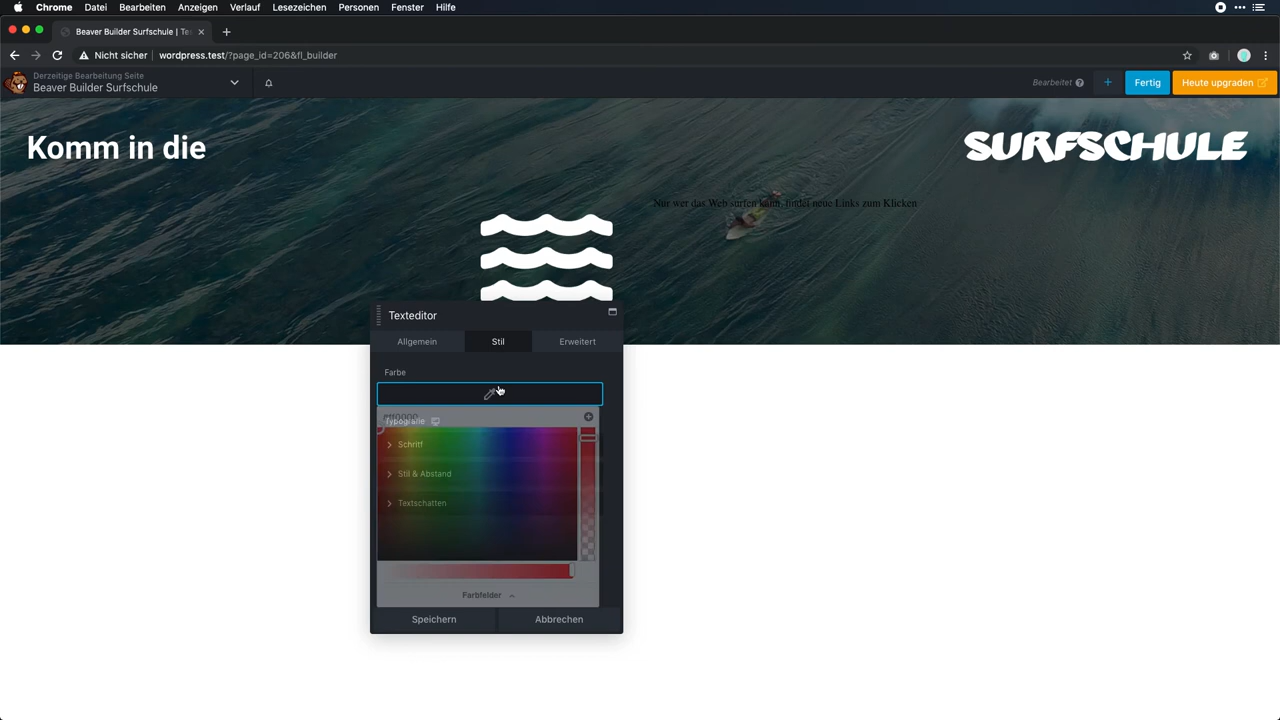 Chrome Datei Bearbeiten Anzeigen Verlauf Lesezeichen Personen Fenster Hilfe
Beaver Builder Surfschule | Te
Nicht sicher wordpress.test/?page_id=206&fl_builder
Derzeitige Bearbeitung Seite
Beaver Builder Surfschule
Bearbeitet
Fertig
Heute upgraden
Komm in die
SURFSCHULE
Nur wer das Web surfen kann, findet neue Links zum Klicken
Texteditor
Allgemein Stil Erweitert
Farbe
#ff0000
Typografie
Schrift
Stil & Abstand
Textschatten
Farbfelder
Speichern Abbrechen